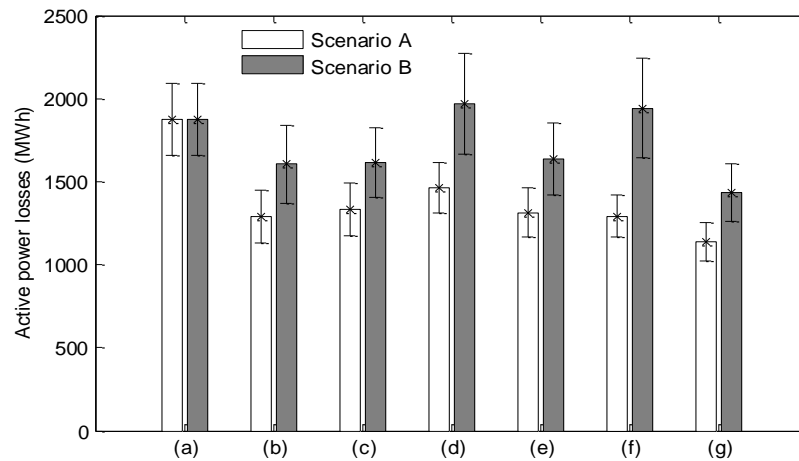 2500
2000
1500
1000
500
0
Active power losses (MWh)
Scenario A
Scenario B
(a) (b) (c) (d) (e) (f) (g)